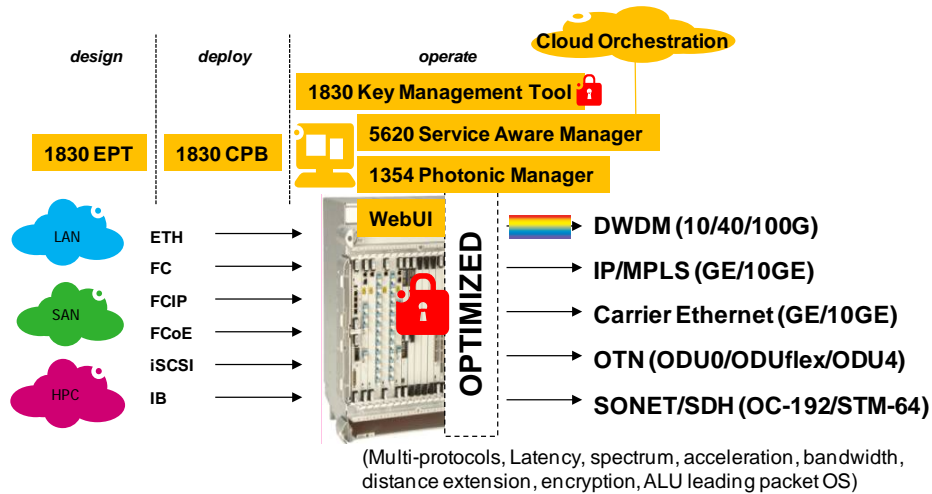 design
deploy
operate
Cloud Orchestration
1830 Key Management Tool
5620 Service Aware Manager
1830 EPT
1830 CPB
1354 Photonic Manager
WebUI
OPTIMIZED
LAN
SAN
HPC
ETH
FC
FCIP
FCoE
iSCSI
IB
DWDM (10/40/100G)
IP/MPLS (GE/10GE)
Carrier Ethernet (GE/10GE)
OTN (ODU0/ODUflex/ODU4)
SONET/SDH (OC-192/STM-64)
(Multi-protocols, Latency, spectrum, acceleration, bandwidth,
distance extension, encryption, ALU leading packet OS)